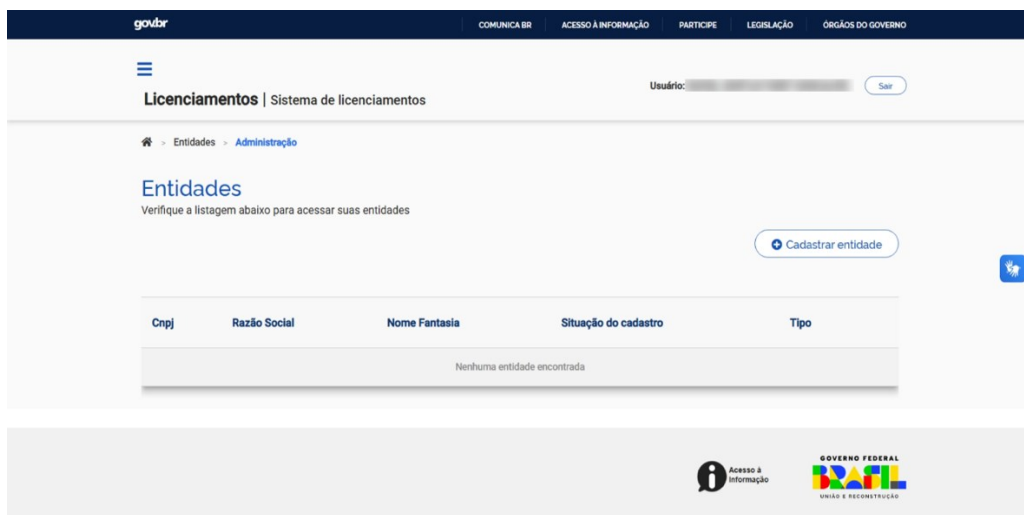 gov.br COMUNICA BR ACESSO À INFORMAÇÃO PARTICIPE LEGISLAÇÃO ÓRGÃOS DO GOVERNO
Licenciamentos | Sistema de licenciamentos
Usuário:
Sair
> Entidades > Administração
Entidades
Verifique a listagem abaixo para acessar suas entidades
Cadastrar entidade
Cnpj Razão Social Nome Fantasia Situação do cadastro Tipo
Nenhuma entidade encontrada
Acesso à
Informação
GOVERNO FEDERAL
BRASIL
UNIÃO E RECONSTRUÇÃO